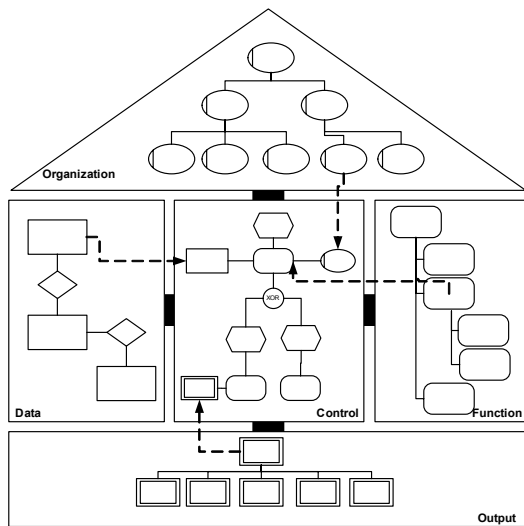 Organization
XOR
Data
Control
Function
Output